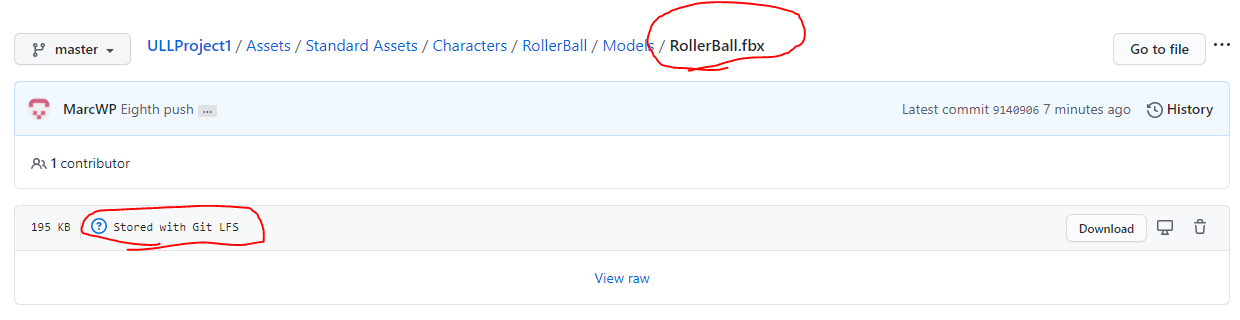 master
ULLProject1 / Assets / Standard Assets / Characters / RollerBall / Models / RollerBall.fbx
Go to file
...
MarcWP Eighth push ...
Latest commit 9140906 7 minutes ago
History
1 contributor
195 KB
? Stored with Git LFS
Download
View raw